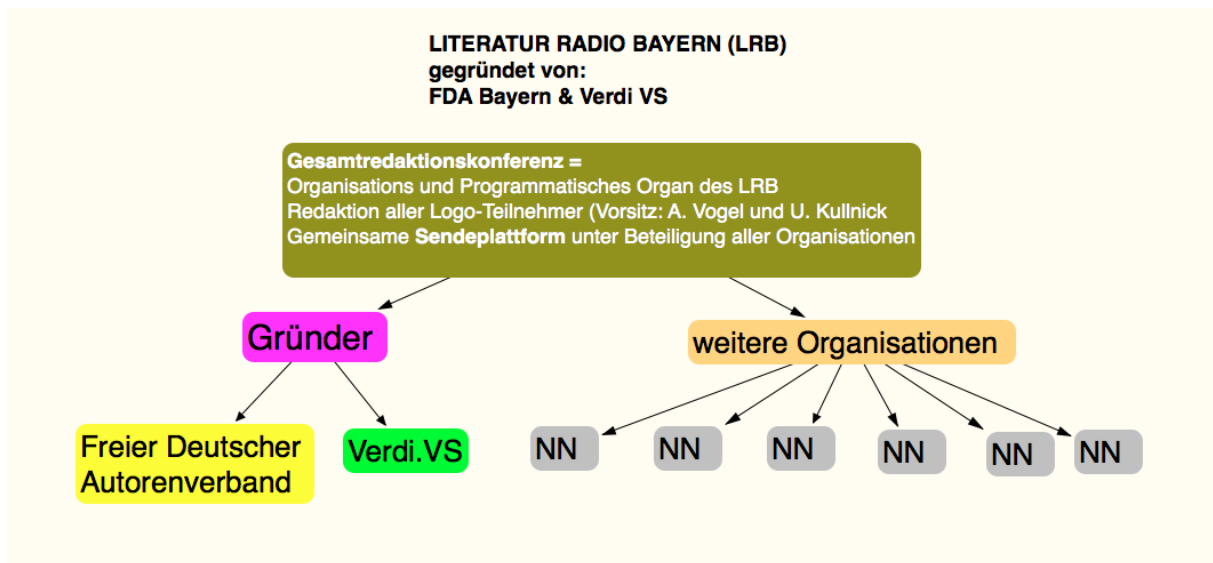 LITERATUR RADIO BAYERN (LRB)
gegründet von:
FDA Bayern & Verdi VS
Gesamtredaktionskonferenz =
Organisations und Programmatisches Organ des LRB
Redaktion aller Logo-Teilnehmer (Vorsitz: A. Vogel und U. Kullnick
Gemeinsame Sendeplattform unter Beteiligung aller Organisationen
Gründer
weitere Organisationen
Freier Deutscher
Autorenverband
Verdi.VS
NN
NN
NN
NN
NN
NN